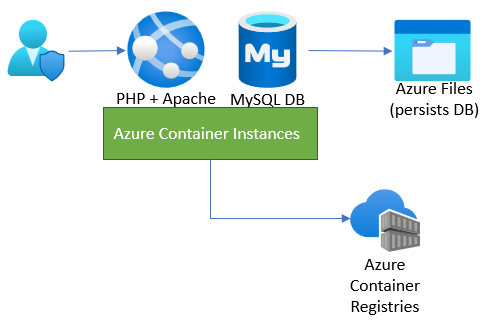 My
PHP + Apache
MySQL DB
Azure Files
(persists DB)
Azure Container Instances
Azure
Container
Registries